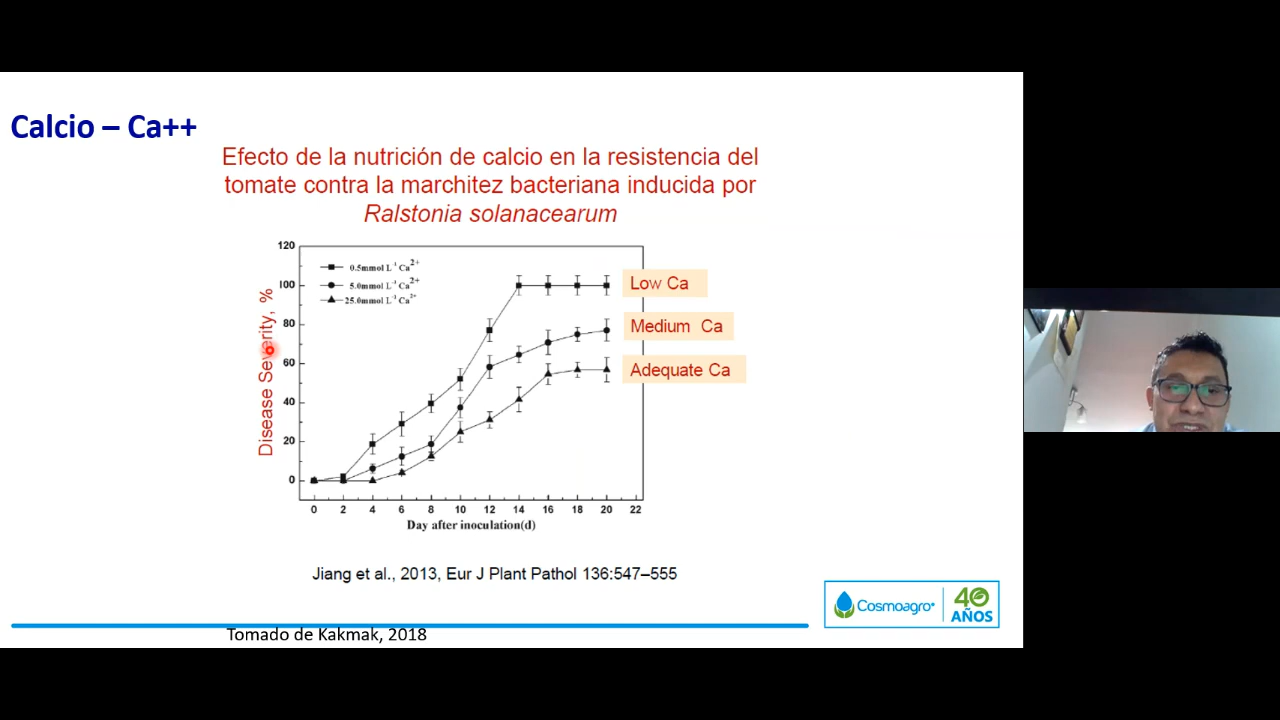 Calcio – Ca++
Efecto de la nutrición de calcio en la resistencia del
tomate contra la marchitez bacteriana inducida por
Ralstonia solanacearum
120
100
80
60
40
20
0
Disease Severity, %
0.5mmol L⁻¹ Ca²⁺
5.0mmol L⁻¹ Ca²⁺
25.0mmol L⁻¹ Ca²⁺
Low Ca
Medium Ca
Adequate Ca
0 2 4 6 8 10 12 14 16 18 20 22
Day after inoculation(d)
Jiang et al., 2013, Eur J Plant Pathol 136:547–555
Cosmoagro
40
AÑOS
Tomado de Kakmak, 2018